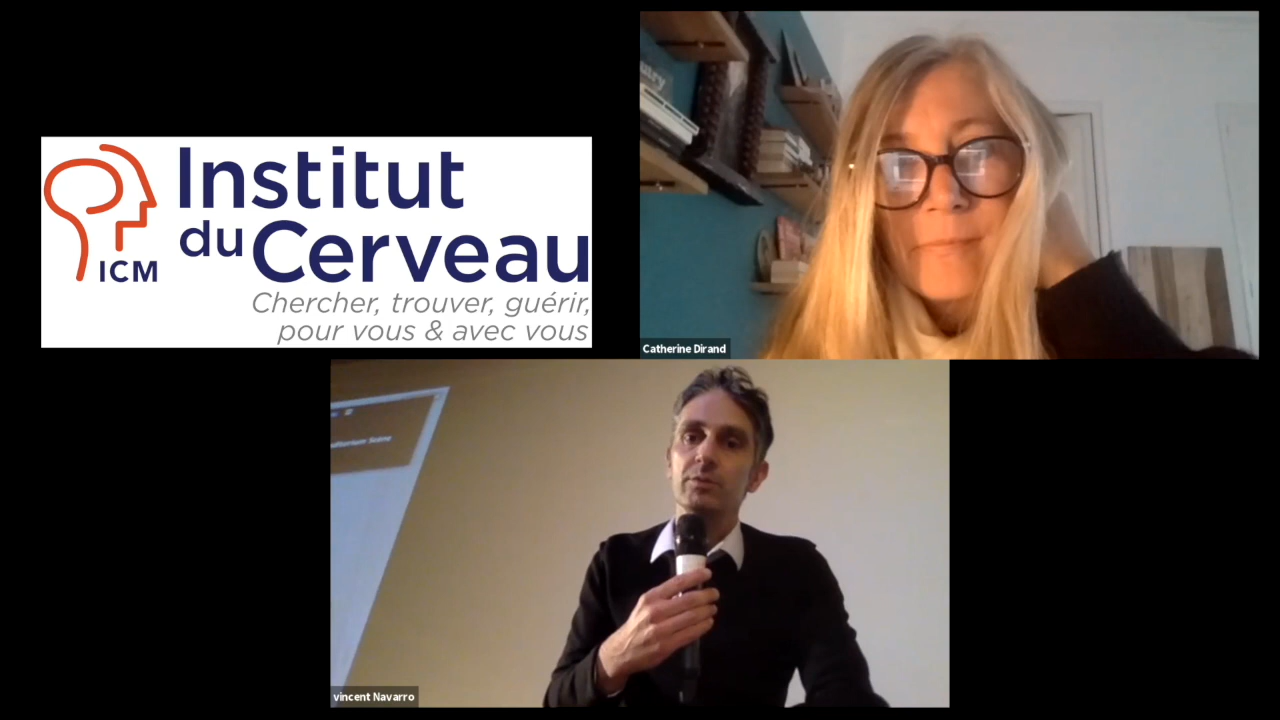 Institut
du Cerveau
ICM
Chercher, trouver, guérir,
pour vous & avec vous
Catherine Dirand
vincent Navarro